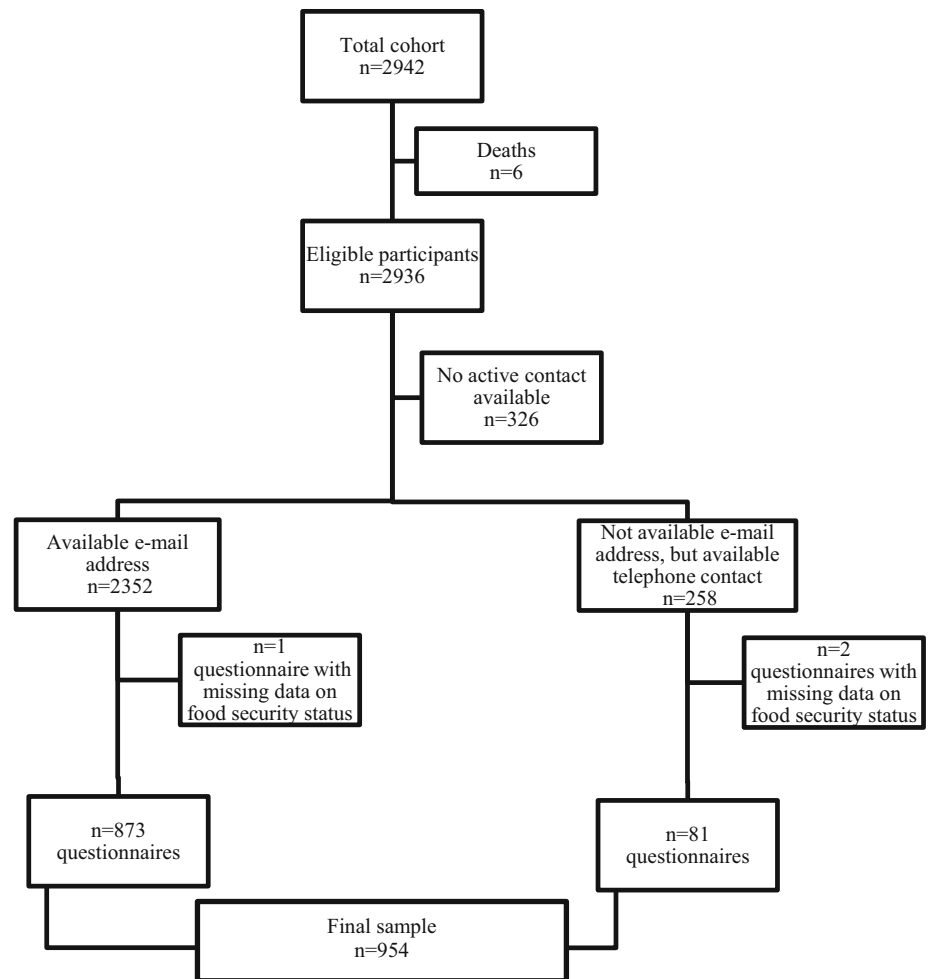 Total cohort
n=2942
Deaths
n=6
Eligible participants
n=2936
No active contact
available
n=326
Available e-mail
address
n=2352
Not available e-mail
address, but available
telephone contact
n=258
n=1
questionnaire with
missing data on
food security status
n=2
questionnaires with
missing data on
food security status
n=873
questionnaires
n=81
questionnaires
Final sample
n=954